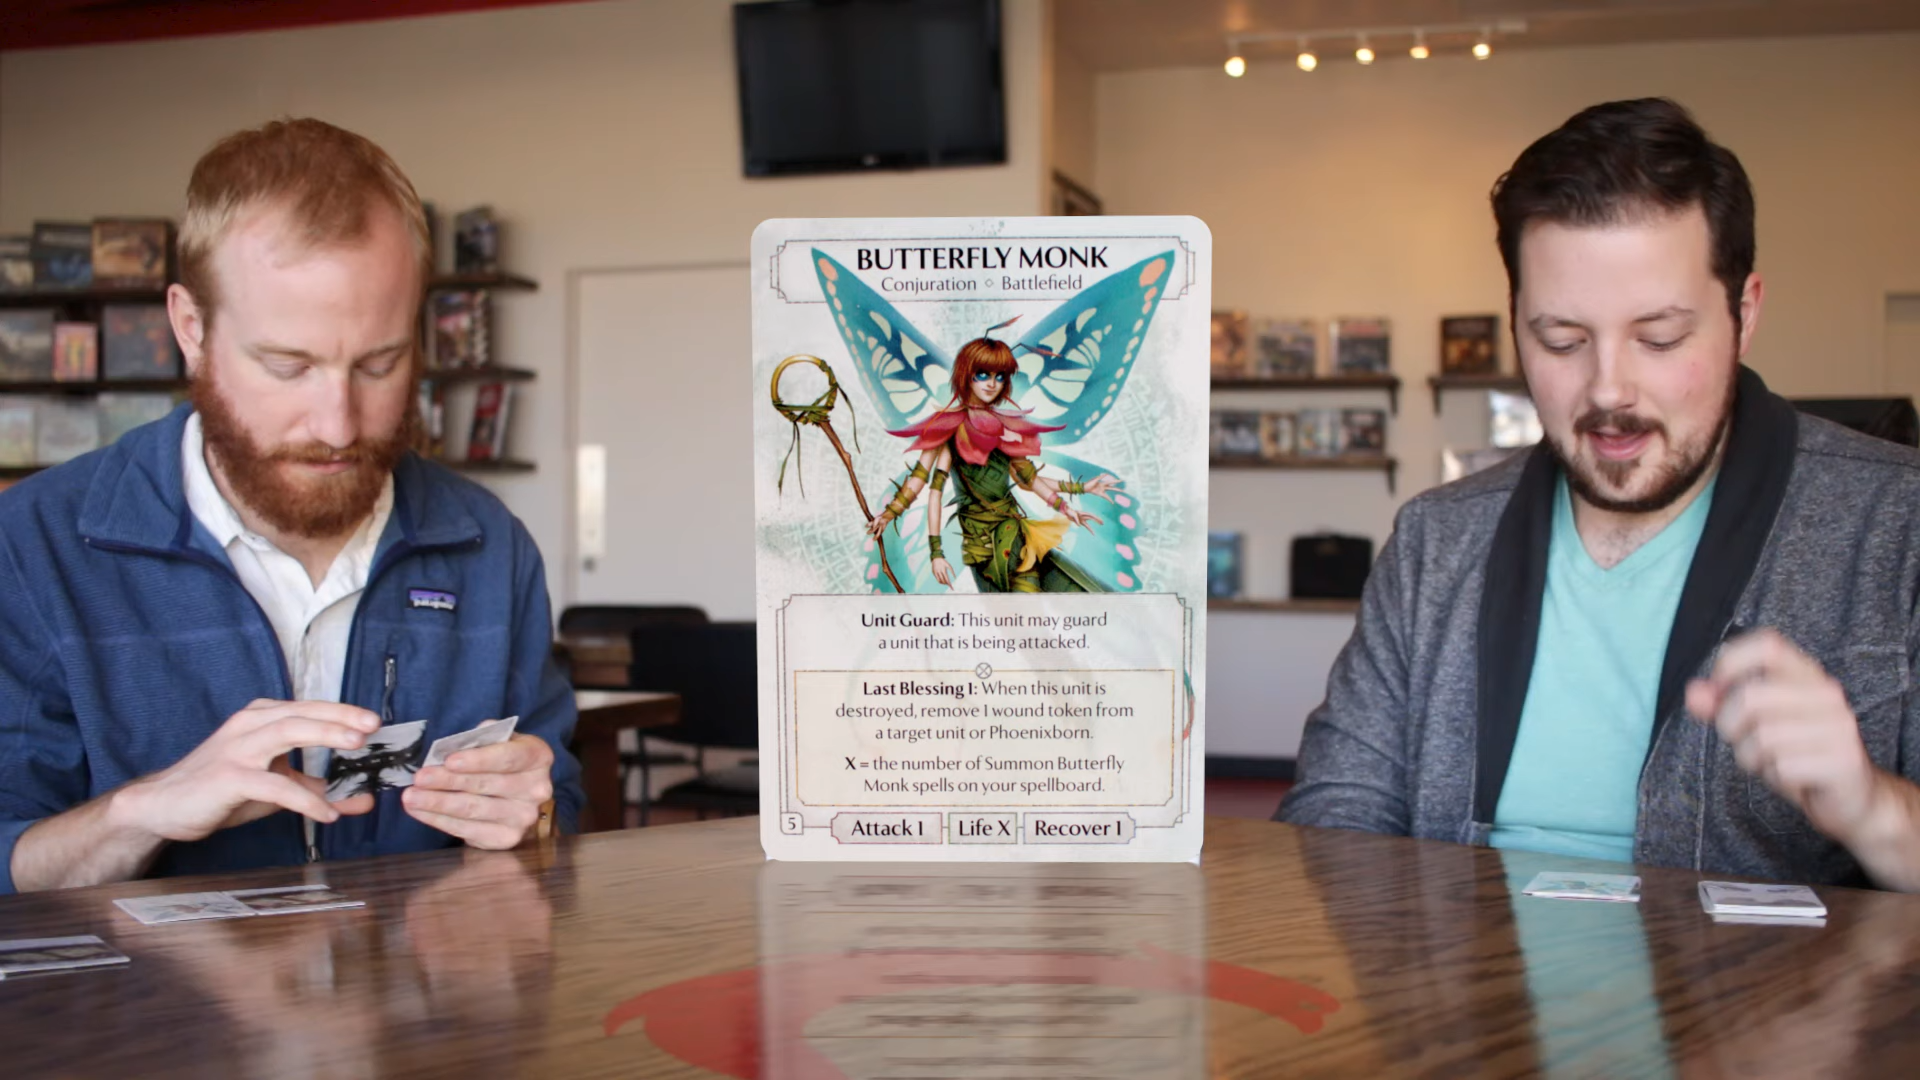 BUTTERFLY MONK
Conjuration ◇ Battlefield
Unit Guard: This unit may guard
a unit that is being attacked.
Last Blessing 1: When this unit is
destroyed, remove 1 wound token from
a target unit or Phoenixborn.
X = the number of Summon Butterfly
Monk spells on your spellboard.
5
Attack 1
Life X
Recover 1
patagonia